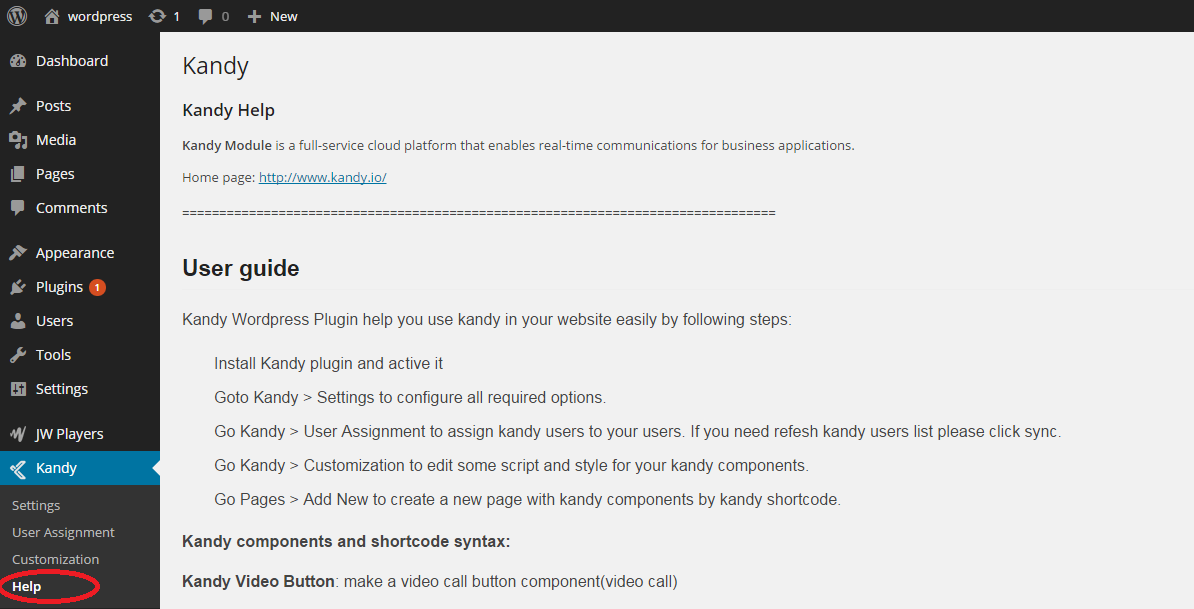 wordpress 1 0 New
Dashboard
Posts
Media
Pages
Comments
Appearance
Plugins 1
Users
Tools
Settings
JW Players
Kandy
Settings
User Assignment
Customization
Help
Kandy
Kandy Help
Kandy Module is a full-service cloud platform that enables real-time communications for business applications.
Home page: http://www.kandy.io/
================================================================================
User guide
Kandy Wordpress Plugin help you use kandy in your website easily by following steps:
Install Kandy plugin and active it
Goto Kandy > Settings to configure all required options.
Go Kandy > User Assignment to assign kandy users to your users. If you need refesh kandy users list please click sync.
Go Kandy > Customization to edit some script and style for your kandy components.
Go Pages > Add New to create a new page with kandy components by kandy shortcode.
Kandy components and shortcode syntax:
Kandy Video Button: make a video call button component(video call)